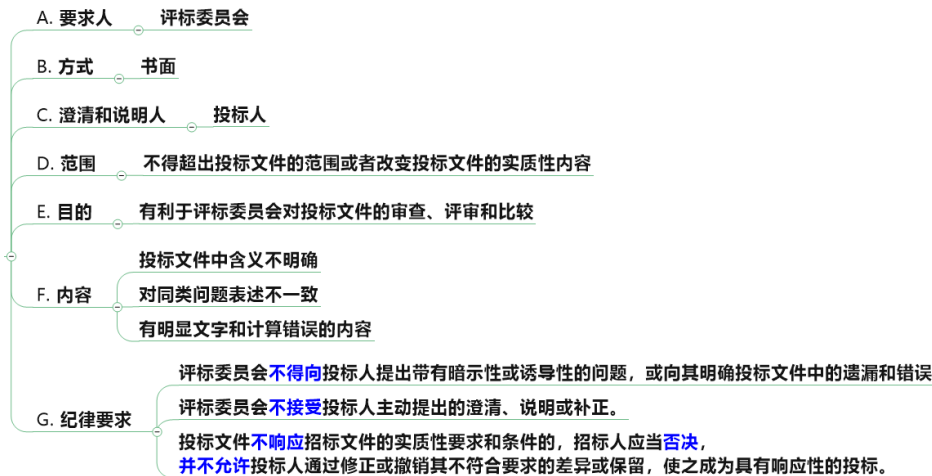 A. 要求人 评标委员会
B. 方式 书面
C. 澄清和说明人 投标人
D. 范围 不得超出投标文件的范围或者改变投标文件的实质性内容
E. 目的 有利于评标委员会对投标文件的审查、评审和比较
投标文件中含义不明确
F. 内容 对同类问题表述不一致
有明显文字和计算错误的内容
评标委员会不得向投标人提出带有暗示性或诱导性的问题，或向其明确投标文件中的遗漏和错误
评标委员会不接受投标人主动提出的澄清、说明或补正。
G. 纪律要求
投标文件不响应招标文件的实质性要求和条件的，招标人应当否决，
并不允许投标人通过修正或撤销其不符合要求的差异或保留，使之成为具有响应性的投标。